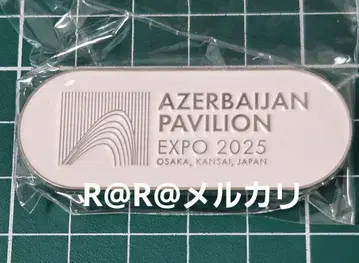 AZERBAIJAN
PAVILION
EXPO 2025
OSAKA, KANSAI, JAPAN
R@R@メルカリ